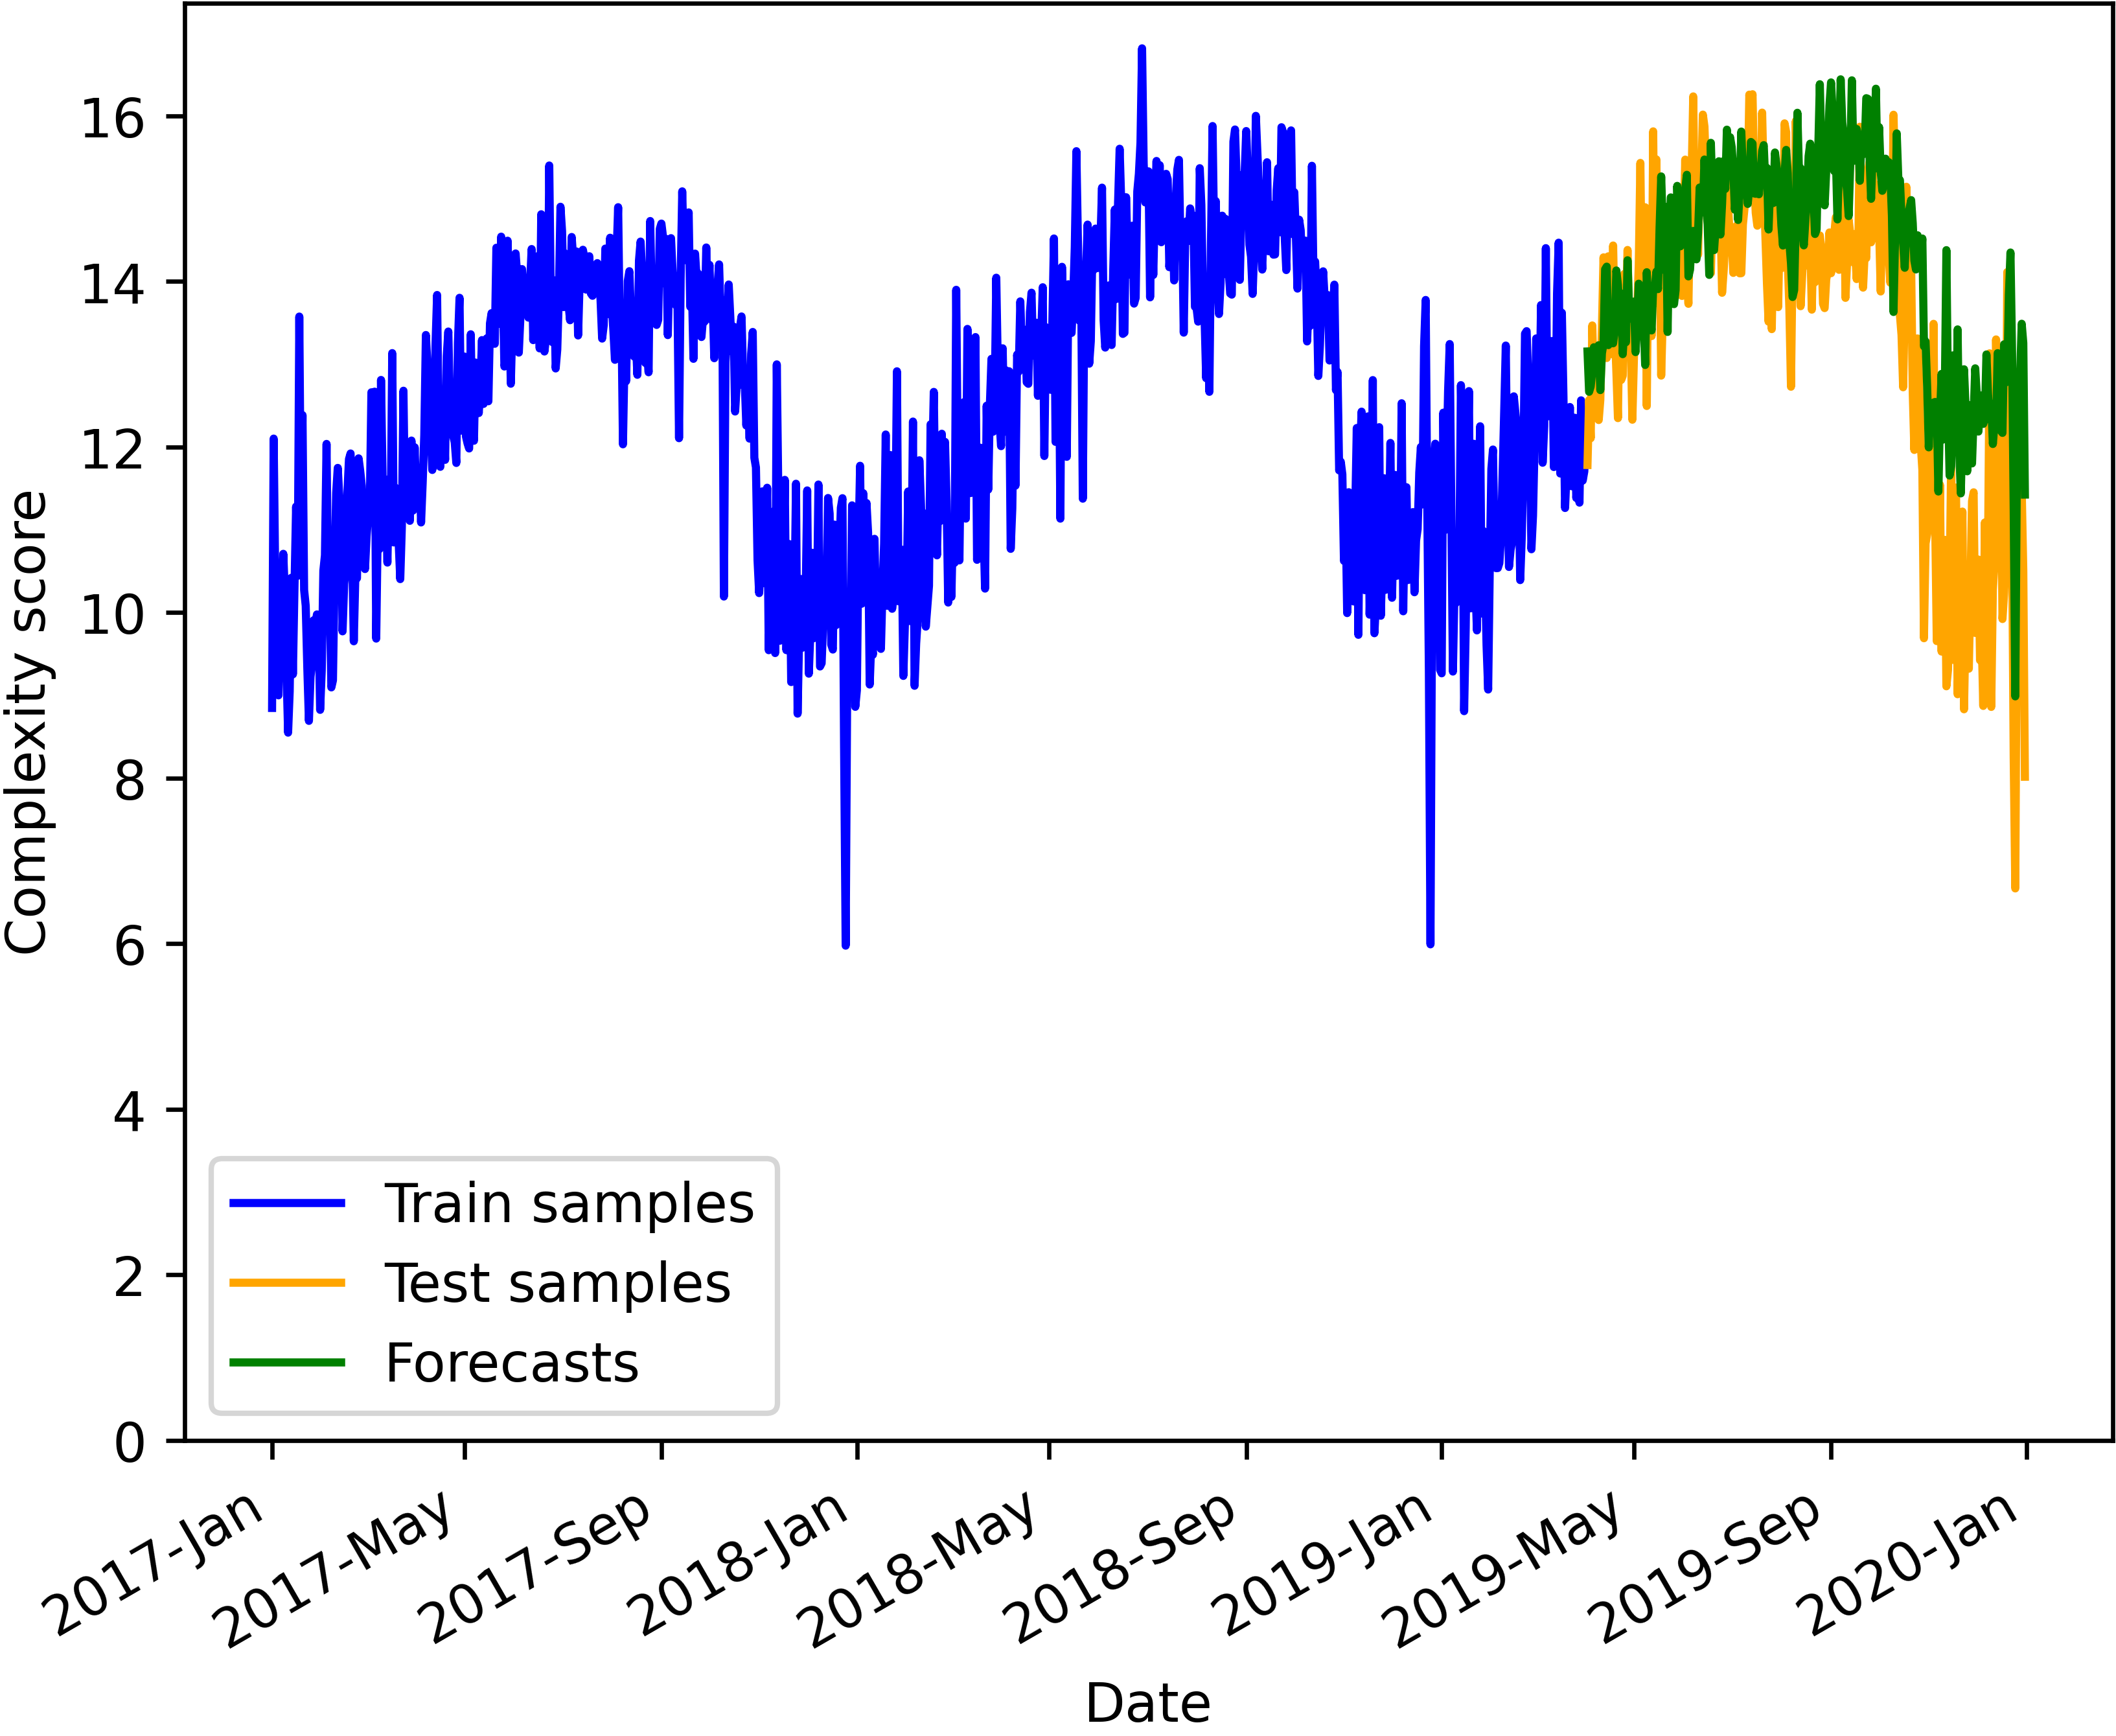 16
14
12
10
8
6
4
2
0
Complexity score
Train samples
Test samples
Forecasts
2017-Jan
2017-May
2017-Sep
2018-Jan
2018-May
2018-Sep
2019-Jan
2019-May
2019-Sep
2020-Jan
Date